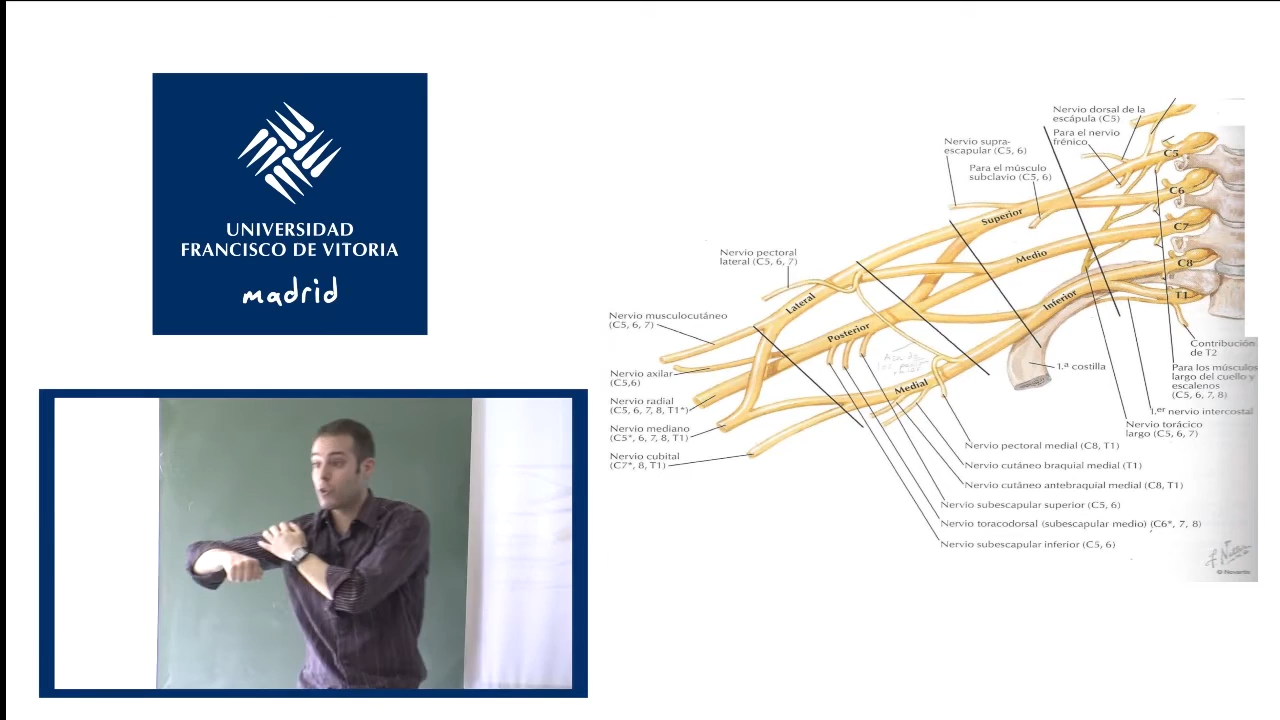 UNIVERSIDAD
FRANCISCO DE VITORIA
madrid
Nervio dorsal de la
escápula (C5)
Para el nervio
frénico
Nervio supra-
escapular (C5, 6)
Para el músculo
subclavio (C5, 6)
C5
C6
C7
C8
T1
Superior
Medio
Inferior
Nervio pectoral
lateral (C5, 6, 7)
Lateral
Posterior
Medial
Nervio musculocutáneo
(C5, 6, 7)
Nervio axilar
(C5,6)
Nervio radial
(C5, 6, 7, 8, T1*)
Nervio mediano
(C5*, 6, 7, 8, T1)
Nervio cubital
(C7*, 8, T1)
1.ª costilla
Contribución
de T2
Para los músculos
largo del cuello y
escalenos
(C5, 6, 7, 8)
1.er nervio intercostal
Nervio torácico
largo (C5, 6, 7)
Nervio pectoral medial (C8, T1)
Nervio cutáneo braquial medial (T1)
Nervio cutáneo antebraquial medial (C8, T1)
Nervio subescapular superior (C5, 6)
Nervio toracodorsal (subescapular medio) (C6*, 7, 8)
Nervio subescapular inferior (C5, 6)
© Novartis